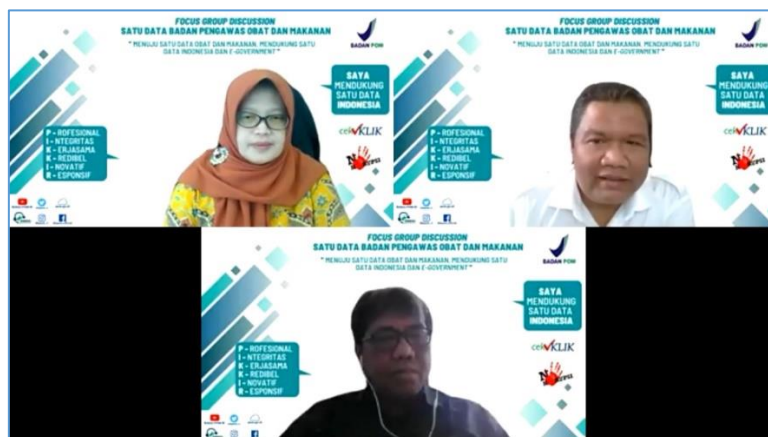 FOCUS GROUP DISCUSSION
SATU DATA BADAN PENGAWAS OBAT DAN MAKANAN
"MENUJU SATU DATA OBAT DAN MAKANAN, MENDUKUNG SATU
DATA INDONESIA DAN E-GOVERNMENT"
BADAN POM
SAYA
MENDUKUNG
SATU DATA
INDONESIA
cekKLIK
P - ROFESIONAL
I - NTEGRITAS
K - ERJASAMA
K - REDIBEL
I - NOVATIF
R - ESPONSIF
FOCUS GROUP DISCUSSION
SATU DATA BADAN PENGAWAS OBAT DAN MAKANAN
"MENUJU SATU DATA OBAT DAN MAKANAN, MENDUKUNG SATU
DATA INDONESIA DAN E-GOVERNMENT"
BADAN POM
SAYA
MENDUKUNG
SATU DATA
INDONESIA
cekKLIK
P - ROFESIONAL
I - NTEGRITAS
K - ERJASAMA
K - REDIBEL
I - NOVATIF
R - ESPONSIF
FOCUS GROUP DISCUSSION
SATU DATA BADAN PENGAWAS OBAT DAN MAKANAN
"MENUJU SATU DATA OBAT DAN MAKANAN, MENDUKUNG SATU
DATA INDONESIA DAN E-GOVERNMENT"
BADAN POM
SAYA
MENDUKUNG
SATU DATA
INDONESIA
cekKLIK
P - ROFESIONAL
I - NTEGRITAS
K - ERJASAMA
K - REDIBEL
I - NOVATIF
R - ESPONSIF